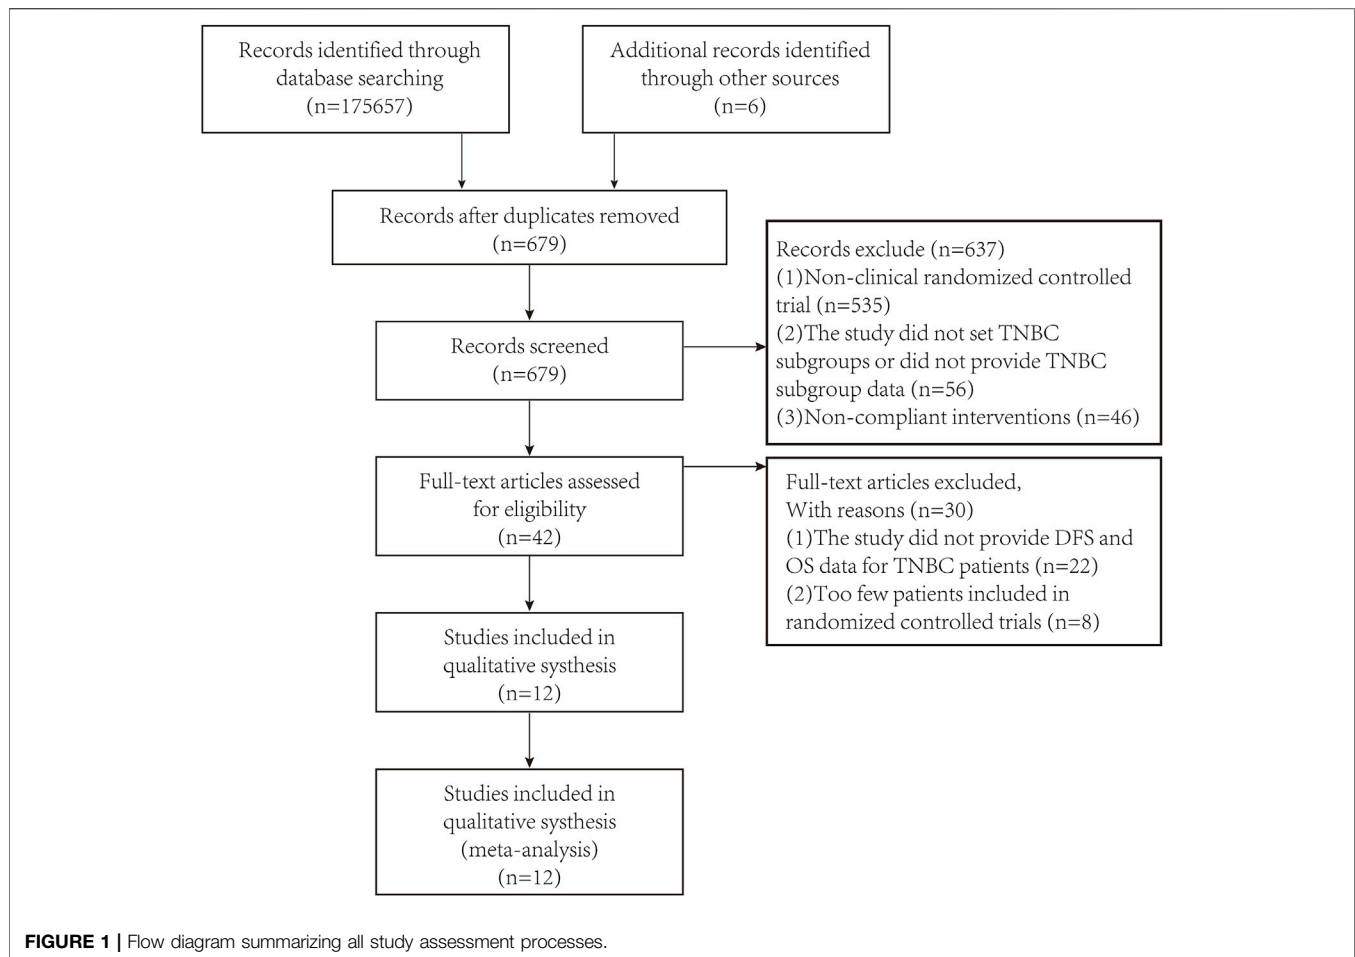 Records identified through
database searching
(n=175657)
Additional records identified
through other sources
(n=6)
Records after duplicates removed
(n=679)
Records screened
(n=679)
Records exclude (n=637)
(1)Non-clinical randomized controlled
trial (n=535)
(2)The study did not set TNBC
subgroups or did not provide TNBC
subgroup data (n=56)
(3)Non-compliant interventions (n=46)
Full-text articles assessed
for eligibility
(n=42)
Full-text articles excluded,
With reasons (n=30)
(1)The study did not provide DFS and
OS data for TNBC patients (n=22)
(2)Too few patients included in
randomized controlled trials (n=8)
Studies included in
qualitative systhesis
(n=12)
Studies included in
qualitative systhesis
(meta-analysis)
(n=12)
FIGURE 1 | Flow diagram summarizing all study assessment processes.